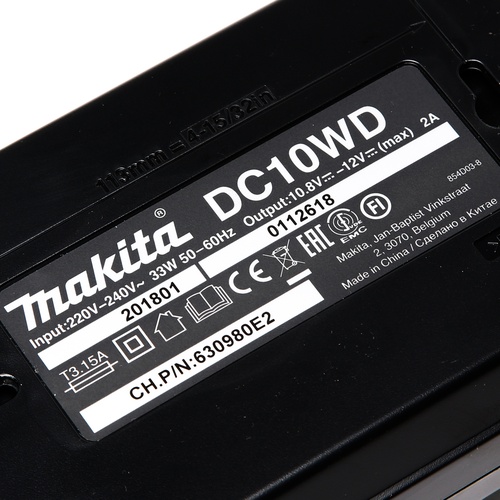 113mm = 4-15/32in
makita® DC10WD
Input:220V-240V~ 33W 50-60Hz Output:10.8V⎓-12V⎓(max) 2A
201801 0112618
854D03-8
T3.15A CE EAC EMC FI
Makita, Jan-Baptist Vinkstraat
2, 3070, Belgium
Made in China / Сделано в Китае
CH.P/N:630980E2